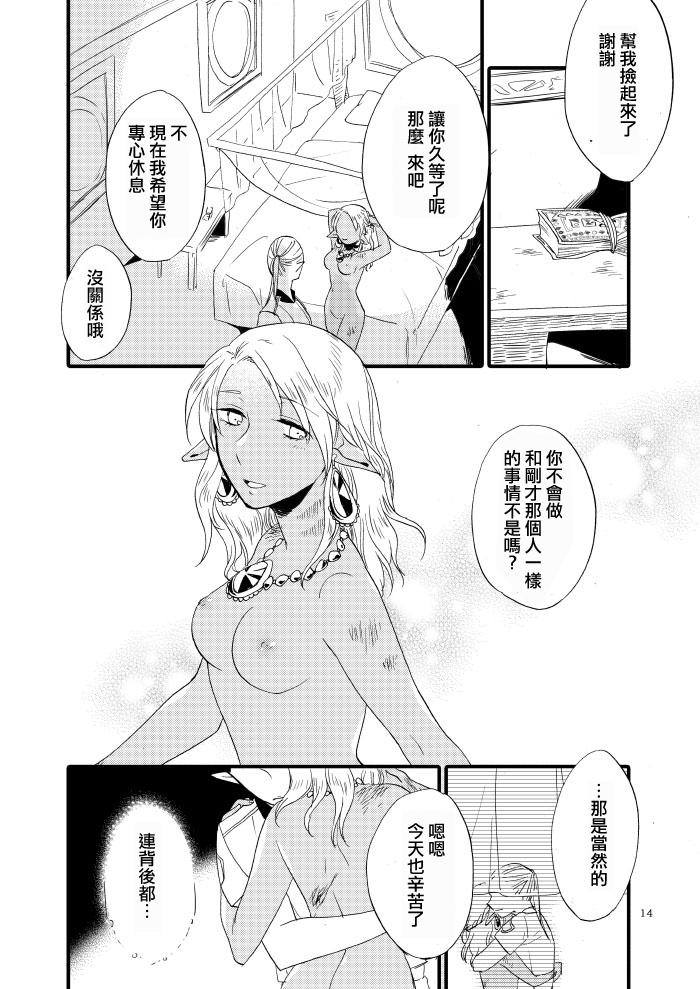 幫我撿起來了
謝謝
讓你久等了呢
那麼 來吧
不
現在我希望你
專心休息
沒關係哦
你不會做
和剛才那個人一樣
的事情不是嗎？
…那是當然的
嗯嗯
今天也辛苦了
連背後都…
14